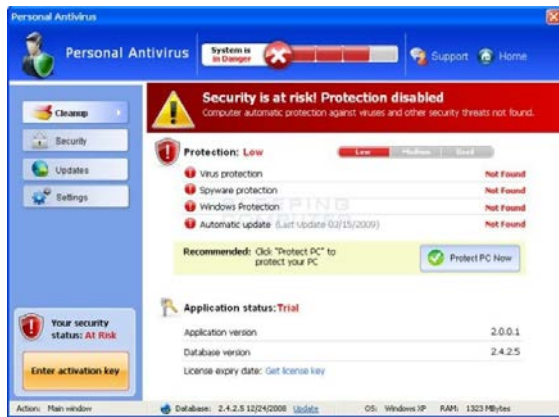 Personal Antivirus
Personal Antivirus
System is
in Danger
Support
Home
Cleanup
Security
Updates
Settings
Security is at risk! Protection disabled
Computer automatic protection against viruses and other security threats not found.
Protection: Low
Low Medium Good
Virus protection Not Found
Spyware protection Not Found
Windows Protection Not Found
Automatic update (Last Update 02/15/2009) Not Found
BLEEPING
COMPUTER
Recommended: Click "Protect PC" to
protect your PC
Protect PC Now
Application status: Trial
Application version 2.0.0.1
Database version 2.4.2.5
License expiry date: Get license key
Your security
status: At Risk
Enter activation key
Action: Main window Database: 2.4.2.5 12/24/2008 Update OS: Windows XP RAM: 1323 MBytes